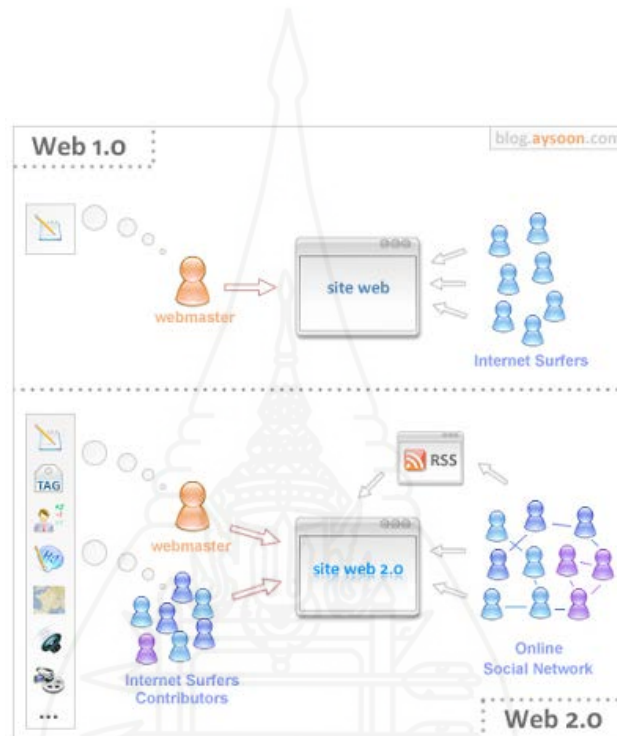 Web 1.0
blog.aysoon.com
site web
webmaster
Internet Surfers
TAG
RSS
webmaster
site web 2.0
Internet Surfers
Contributors
Online
Social Network
...
Web 2.0